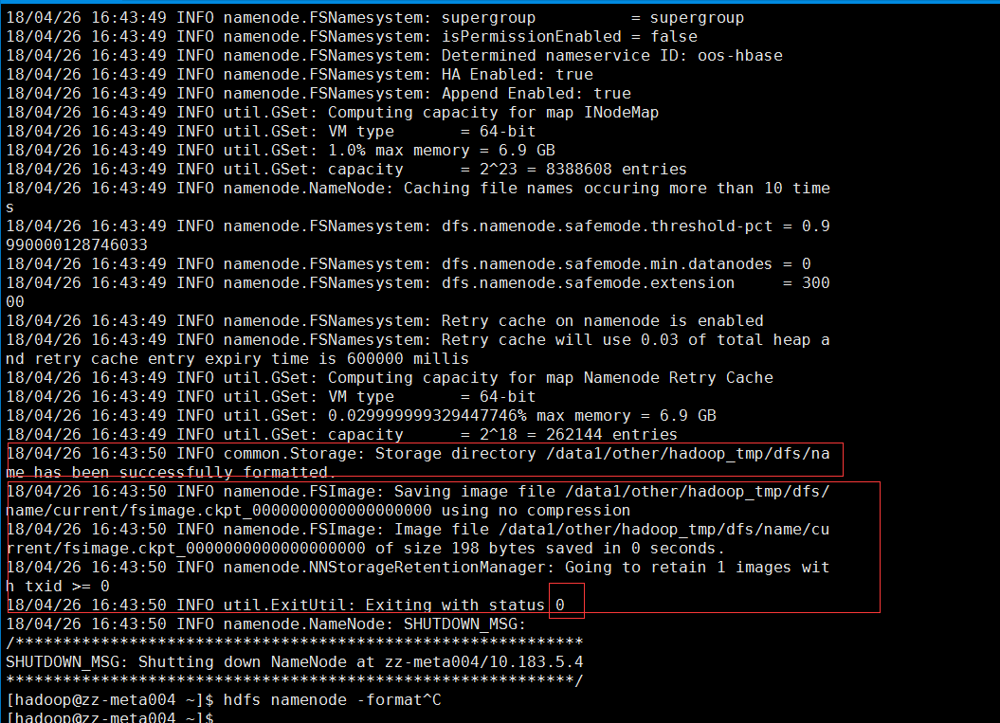 18/04/26 16:43:49 INFO namenode.FSNamesystem: supergroup          = supergroup
18/04/26 16:43:49 INFO namenode.FSNamesystem: isPermissionEnabled = false
18/04/26 16:43:49 INFO namenode.FSNamesystem: Determined nameservice ID: oos-hbase
18/04/26 16:43:49 INFO namenode.FSNamesystem: HA Enabled: true
18/04/26 16:43:49 INFO namenode.FSNamesystem: Append Enabled: true
18/04/26 16:43:49 INFO util.GSet: Computing capacity for map INodeMap
18/04/26 16:43:49 INFO util.GSet: VM type       = 64-bit
18/04/26 16:43:49 INFO util.GSet: 1.0% max memory = 6.9 GB
18/04/26 16:43:49 INFO util.GSet: capacity      = 2^23 = 8388608 entries
18/04/26 16:43:49 INFO namenode.NameNode: Caching file names occuring more than 10 time
s
18/04/26 16:43:49 INFO namenode.FSNamesystem: dfs.namenode.safemode.threshold-pct = 0.9
990000128746033
18/04/26 16:43:49 INFO namenode.FSNamesystem: dfs.namenode.safemode.min.datanodes = 0
18/04/26 16:43:49 INFO namenode.FSNamesystem: dfs.namenode.safemode.extension     = 300
00
18/04/26 16:43:49 INFO namenode.FSNamesystem: Retry cache on namenode is enabled
18/04/26 16:43:49 INFO namenode.FSNamesystem: Retry cache will use 0.03 of total heap a
nd retry cache entry expiry time is 600000 millis
18/04/26 16:43:49 INFO util.GSet: Computing capacity for map Namenode Retry Cache
18/04/26 16:43:49 INFO util.GSet: VM type       = 64-bit
18/04/26 16:43:49 INFO util.GSet: 0.029999999329447746% max memory = 6.9 GB
18/04/26 16:43:49 INFO util.GSet: capacity      = 2^18 = 262144 entries
18/04/26 16:43:50 INFO common.Storage: Storage directory /data1/other/hadoop_tmp/dfs/na
me has been successfully formatted.
18/04/26 16:43:50 INFO namenode.FSImage: Saving image file /data1/other/hadoop_tmp/dfs/
name/current/fsimage.ckpt_0000000000000000000 using no compression
18/04/26 16:43:50 INFO namenode.FSImage: Image file /data1/other/hadoop_tmp/dfs/name/cu
rrent/fsimage.ckpt_0000000000000000000 of size 198 bytes saved in 0 seconds.
18/04/26 16:43:50 INFO namenode.NNStorageRetentionManager: Going to retain 1 images wit
h txid >= 0
18/04/26 16:43:50 INFO util.ExitUtil: Exiting with status 0
18/04/26 16:43:50 INFO namenode.NameNode: SHUTDOWN_MSG:
/************************************************************
SHUTDOWN_MSG: Shutting down NameNode at zz-meta004/10.183.5.4
************************************************************/
[hadoop@zz-meta004 ~]$ hdfs namenode -format^C
[hadoop@zz-meta004 ~]$